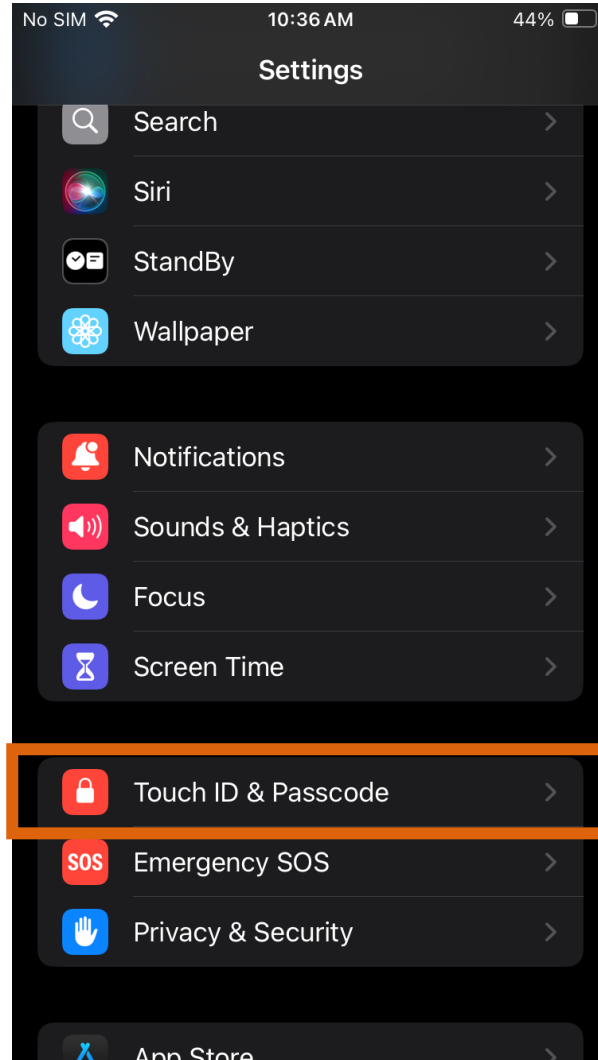 No SIM 10:36 AM 44%
Settings
Search
Siri
StandBy
Wallpaper
Notifications
Sounds & Haptics
Focus
Screen Time
Touch ID & Passcode
SOS Emergency SOS
Privacy & Security
App Store